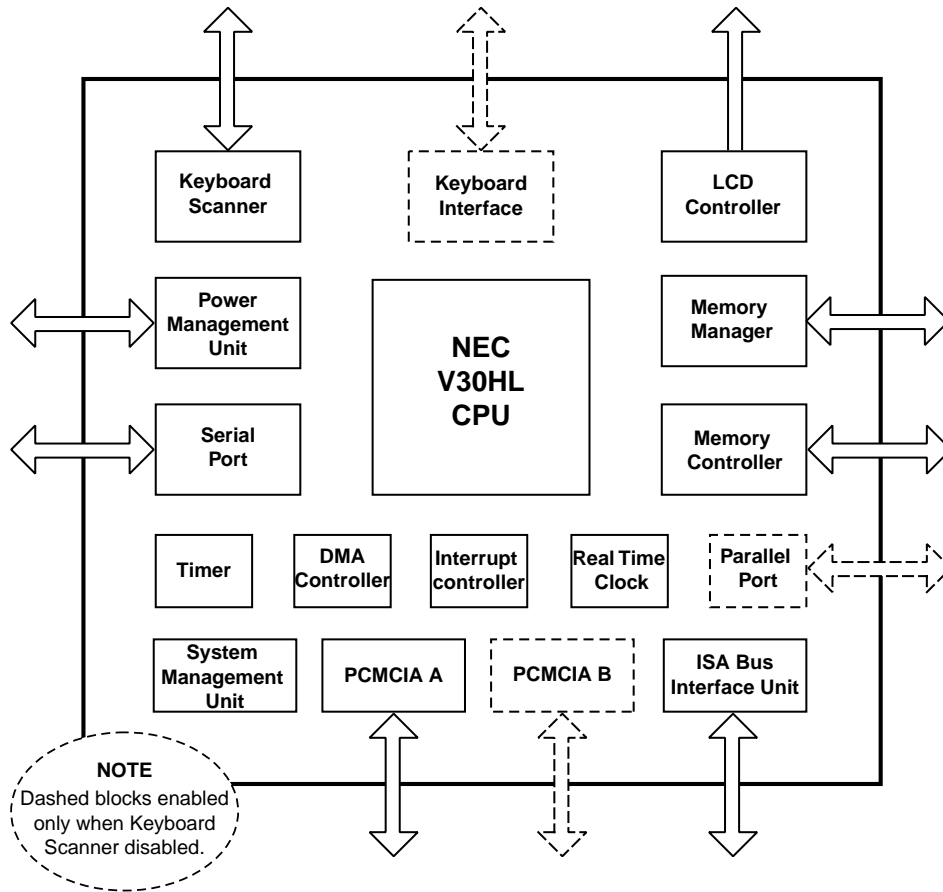 Keyboard
Scanner
Keyboard
Interface
LCD
Controller
Power
Management
Unit
NEC
V30HL
CPU
Memory
Manager
Serial
Port
Memory
Controller
Timer
DMA
Controller
Interrupt
controller
Real Time
Clock
Parallel
Port
System
Management
Unit
PCMCIA A
PCMCIA B
ISA Bus
Interface Unit
NOTE
Dashed blocks enabled
only when Keyboard
Scanner disabled.